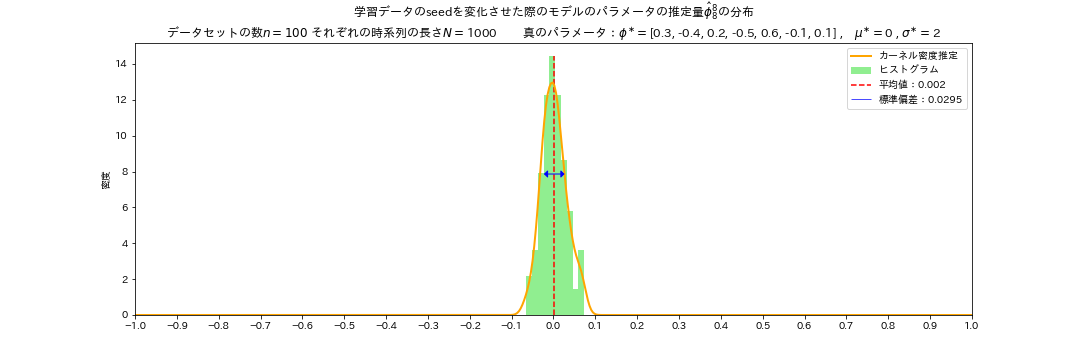 学習データのseedを変化させた際のモデルのパラメータの推定量φ̂⁸₈の分布
データセットの数n = 100 それぞれの時系列の長さN = 1000 真のパラメータ：ϕ* = [0.3, -0.4, 0.2, -0.5, 0.6, -0.1, 0.1] , μ* = 0 , σ* = 2
カーネル密度推定
ヒストグラム
平均値：0.002
標準偏差：0.0295
密度
14
12
10
8
6
4
2
0
−1.0 −0.9 −0.8 −0.7 −0.6 −0.5 −0.4 −0.3 −0.2 −0.1 0.0 0.1 0.2 0.3 0.4 0.5 0.6 0.7 0.8 0.9 1.0